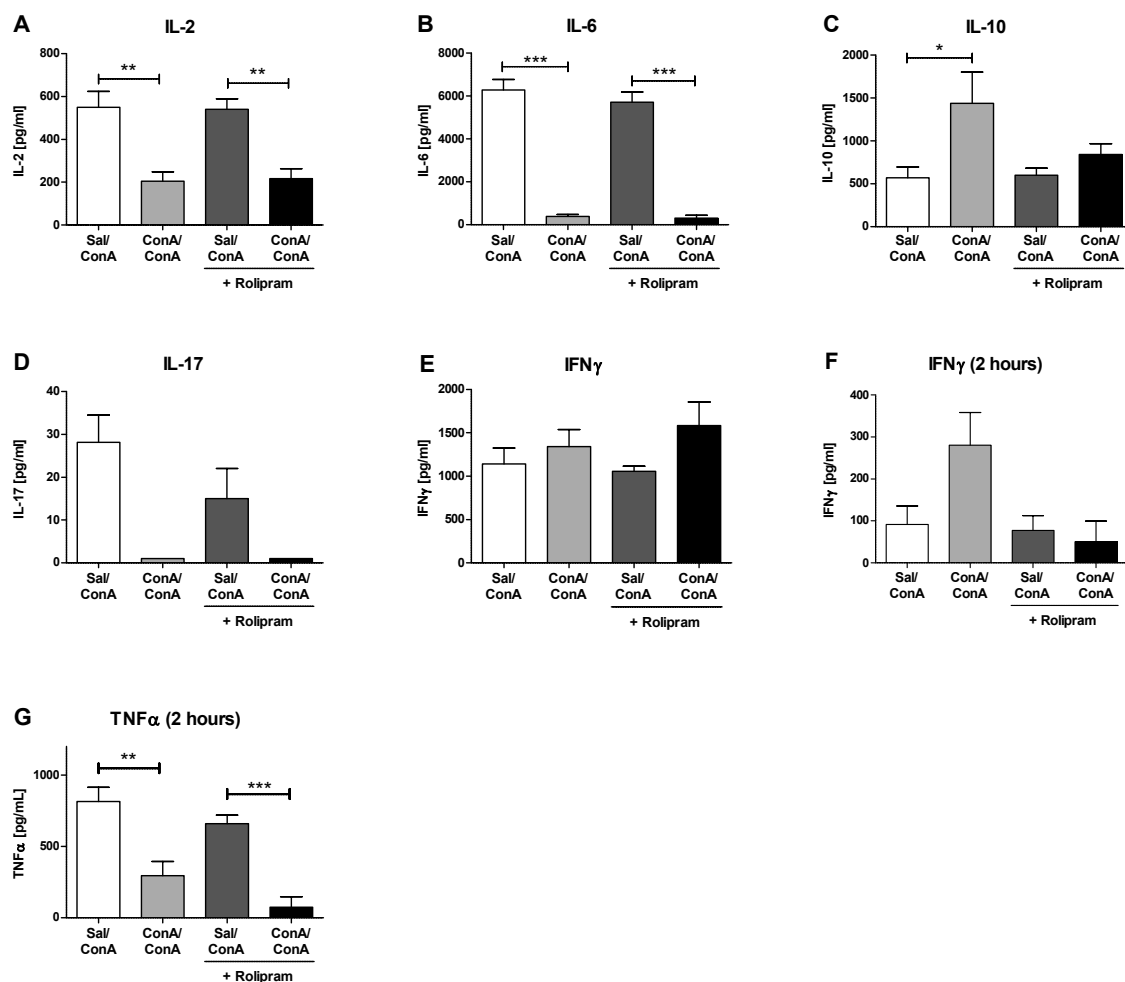 A
IL-2
IL-2 [pg/ml]
800
600
400
200
0
**
**
Sal/
ConA
ConA/
ConA
Sal/
ConA
ConA/
ConA
+ Rolipram
B
IL-6
IL-6 [pg/ml]
8000
6000
4000
2000
0
***
***
Sal/
ConA
ConA/
ConA
Sal/
ConA
ConA/
ConA
+ Rolipram
C
IL-10
IL-10 [pg/ml]
2000
1500
1000
500
0
*
Sal/
ConA
ConA/
ConA
Sal/
ConA
ConA/
ConA
+ Rolipram
D
IL-17
IL-17 [pg/ml]
40
30
20
10
0
Sal/
ConA
ConA/
ConA
Sal/
ConA
ConA/
ConA
+ Rolipram
E
IFNγ
IFNγ [pg/ml]
2000
1500
1000
500
0
Sal/
ConA
ConA/
ConA
Sal/
ConA
ConA/
ConA
+ Rolipram
F
IFNγ (2 hours)
IFNγ [pg/ml]
400
300
200
100
0
Sal/
ConA
ConA/
ConA
Sal/
ConA
ConA/
ConA
+ Rolipram
G
TNFα (2 hours)
TNFα [pg/mL]
1000
500
0
**
***
Sal/
ConA
ConA/
ConA
Sal/
ConA
ConA/
ConA
+ Rolipram